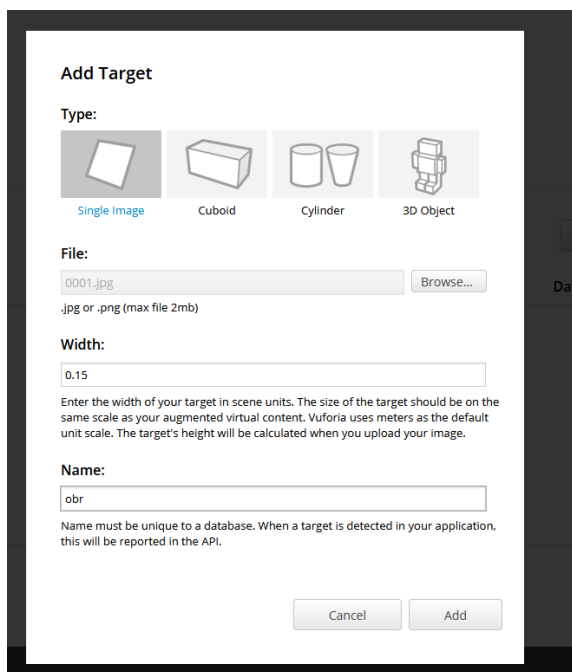 Add Target
Type:
Single Image
Cuboid
Cylinder
3D Object
File:
0001.jpg
Browse...
.jpg or .png (max file 2mb)
Width:
0.15
Enter the width of your target in scene units. The size of the target should be on the
same scale as your augmented virtual content. Vuforia uses meters as the default
unit scale. The target's height will be calculated when you upload your image.
Name:
obr
Name must be unique to a database. When a target is detected in your application,
this will be reported in the API.
Cancel
Add
Da